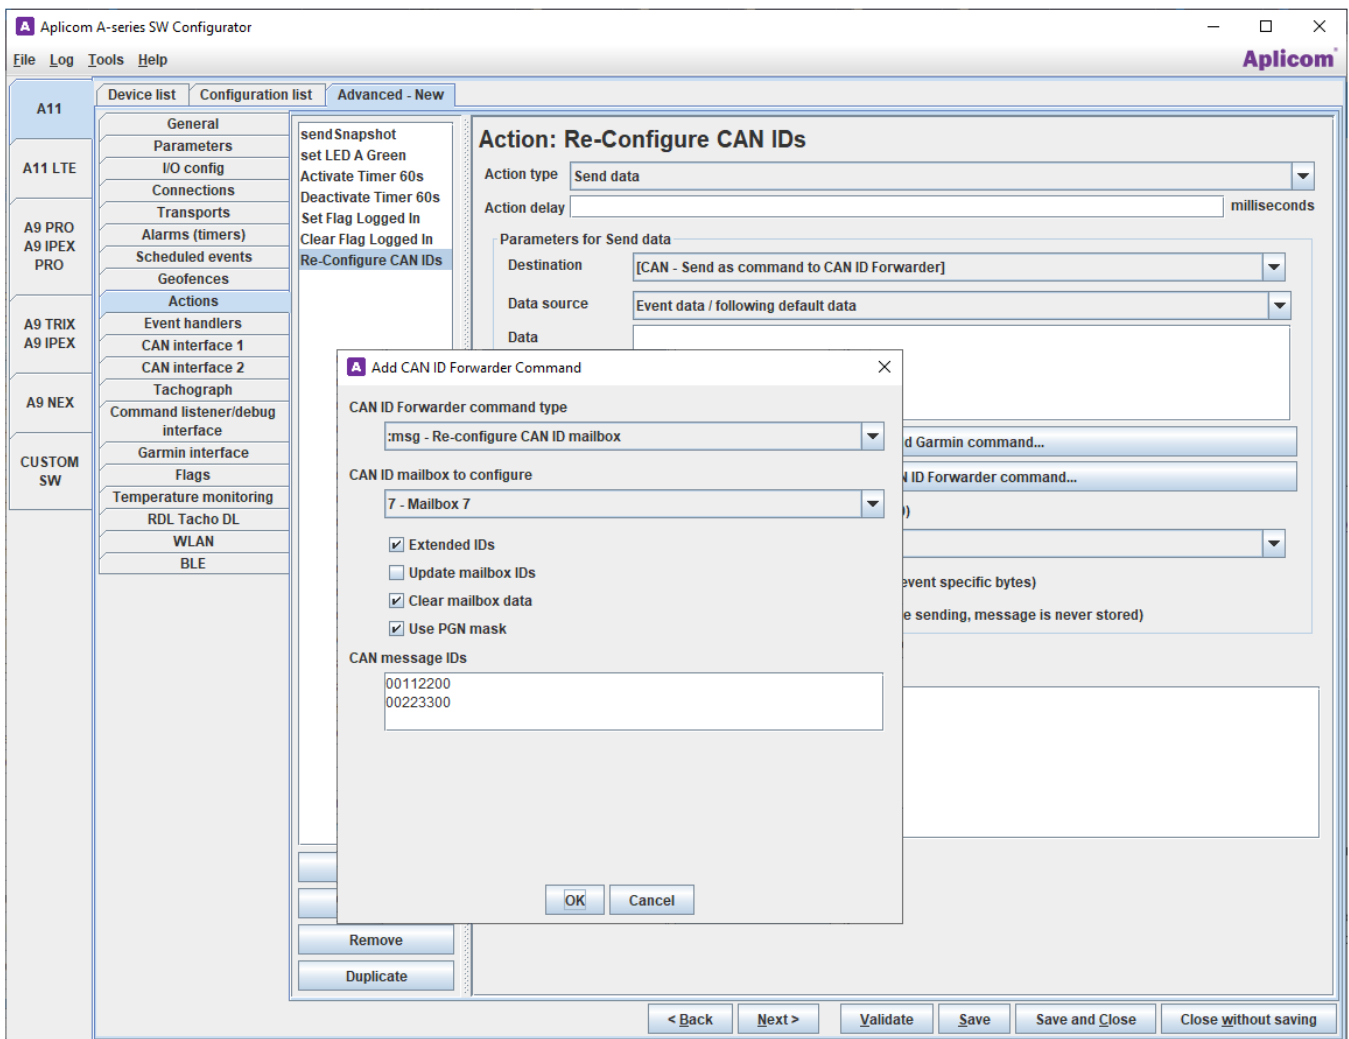 Aplicom A-series SW Configurator
File Log Tools Help
Aplicom
A11
A11 LTE
A9 PRO
A9 IPEX
PRO
A9 TRIX
A9 IPEX
A9 NEX
CUSTOM
SW
Device list Configuration list Advanced - New
General
Parameters
I/O config
Connections
Transports
Alarms (timers)
Scheduled events
Geofences
Actions
Event handlers
CAN interface 1
CAN interface 2
Tachograph
Command listener/debug
interface
Garmin interface
Flags
Temperature monitoring
RDL Tacho DL
WLAN
BLE
sendSnapshot
set LED A Green
Activate Timer 60s
Deactivate Timer 60s
Set Flag Logged In
Clear Flag Logged In
Re-Configure CAN IDs
Remove
Duplicate
Action: Re-Configure CAN IDs
Action type Send data
Action delay milliseconds
Parameters for Send data
Destination [CAN - Send as command to CAN ID Forwarder]
Data source Event data / following default data
Data
d Garmin command...
ID Forwarder command...
event specific bytes)
e sending, message is never stored)
Add CAN ID Forwarder Command
CAN ID Forwarder command type
:msg - Re-configure CAN ID mailbox
CAN ID mailbox to configure
7 - Mailbox 7
Extended IDs
Update mailbox IDs
Clear mailbox data
Use PGN mask
CAN message IDs
00112200
00223300
OK Cancel
< Back Next > Validate Save Save and Close Close without saving